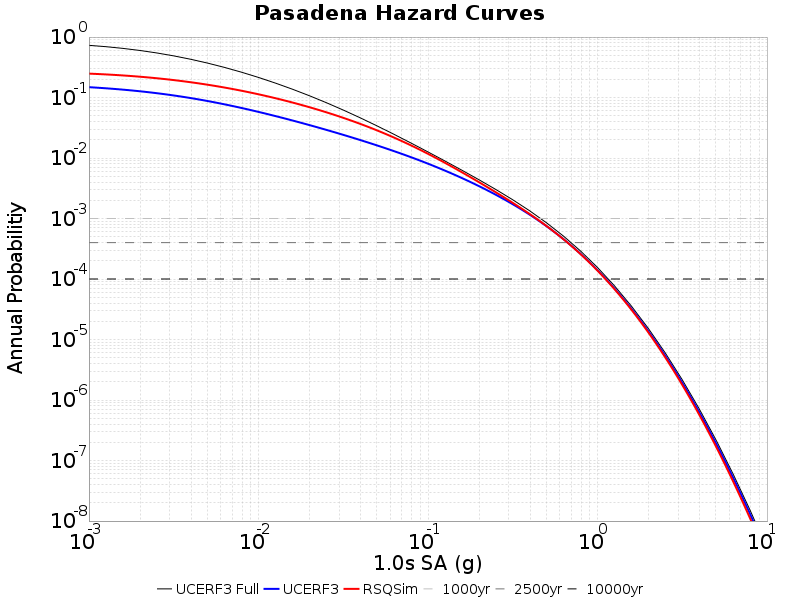 Pasadena Hazard Curves
10^0
10^-1
10^-2
10^-3
10^-4
10^-5
10^-6
10^-7
10^-8
Annual Probabilitiy
10^-3 10^-2 10^-1 10^0 10^1
1.0s SA (g)
UCERF3 Full UCERF3 RSQSim 1000yr 2500yr 10000yr